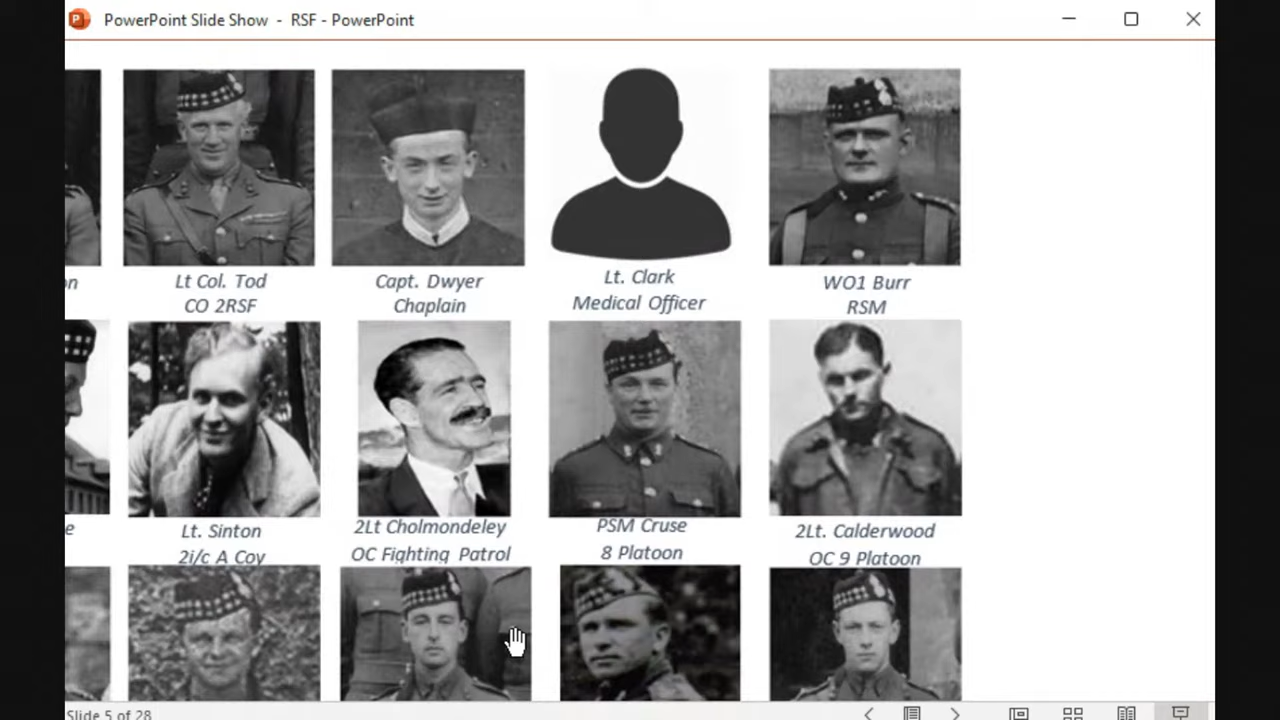 PowerPoint Slide Show - RSF - PowerPoint
n
Lt Col. Tod
CO 2RSF
Capt. Dwyer
Chaplain
Lt. Clark
Medical Officer
WO1 Burr
RSM
e
Lt. Sinton
2i/c A Coy
2Lt Cholmondeley
OC Fighting Patrol
PSM Cruse
8 Platoon
2Lt. Calderwood
OC 9 Platoon
Slide 5 of 28